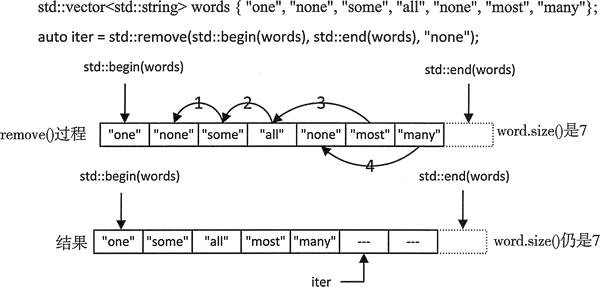 std::vector<std::string> words { "one", "none", "some", "all", "none", "most", "many"};
auto iter = std::remove(std::begin(words), std::end(words), "none");
std::begin(words) std::end(words)
1 2 3
remove()过程 "one" "none" "some" "all" "none" "most" "many" word.size()是7
4
std::begin(words) std::end(words)
结果 "one" "some" "all" "most" "many" --- --- word.size()仍是7
iter